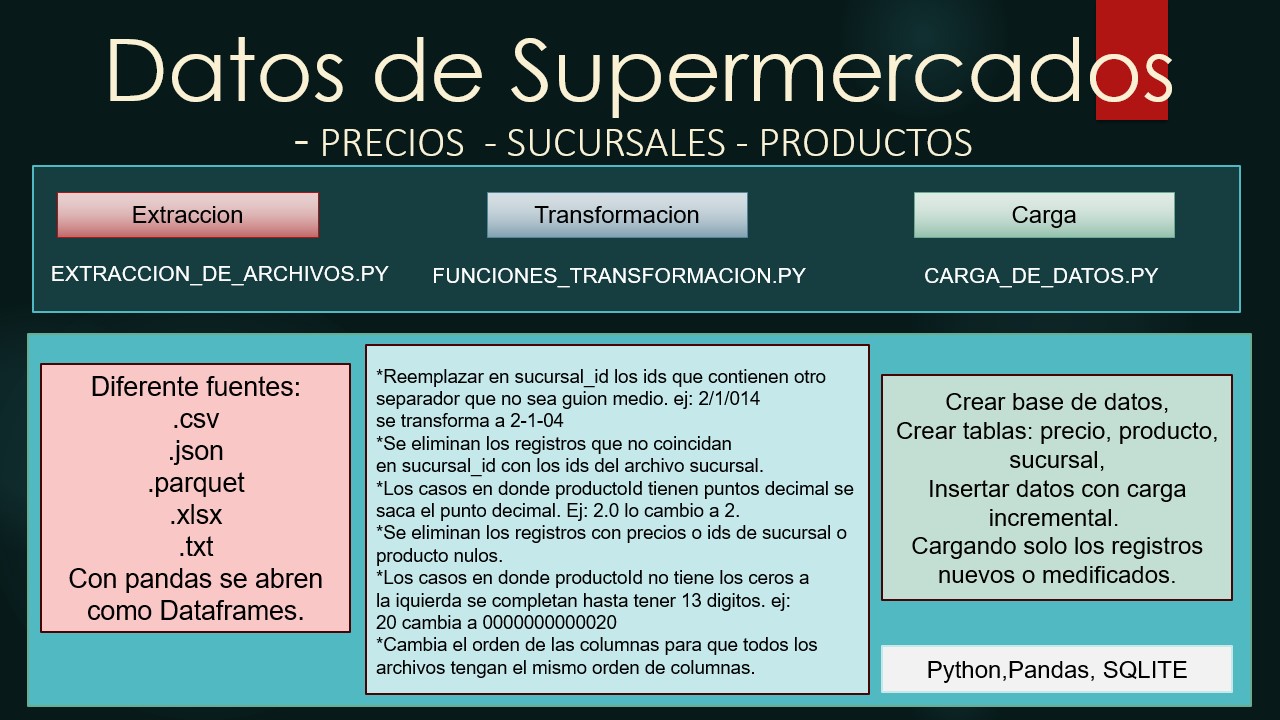 Datos de Supermercados
- PRECIOS - SUCURSALES - PRODUCTOS
Extraccion
Transformacion
Carga
EXTRACCION_DE_ARCHIVOS.PY
FUNCIONES_TRANSFORMACION.PY
CARGA_DE_DATOS.PY
Diferente fuentes:
.csv
.json
.parquet
.xlsx
.txt
Con pandas se abren
como Dataframes.
*Reemplazar en sucursal_id los ids que contienen otro
separador que no sea guion medio. ej: 2/1/014
se transforma a 2-1-04
*Se eliminan los registros que no coincidan
en sucursal_id con los ids del archivo sucursal.
*Los casos en donde productoId tienen puntos decimal se
saca el punto decimal. Ej: 2.0 lo cambio a 2.
*Se eliminan los registros con precios o ids de sucursal o
producto nulos.
*Los casos en donde productoId no tiene los ceros a
la iquierda se completan hasta tener 13 digitos. ej:
20 cambia a 0000000000020
*Cambia el orden de las columnas para que todos los
archivos tengan el mismo orden de columnas.
Crear base de datos,
Crear tablas: precio, producto,
sucursal,
Insertar datos con carga
incremental.
Cargando solo los registros
nuevos o medificados.
Python,Pandas, SQLITE